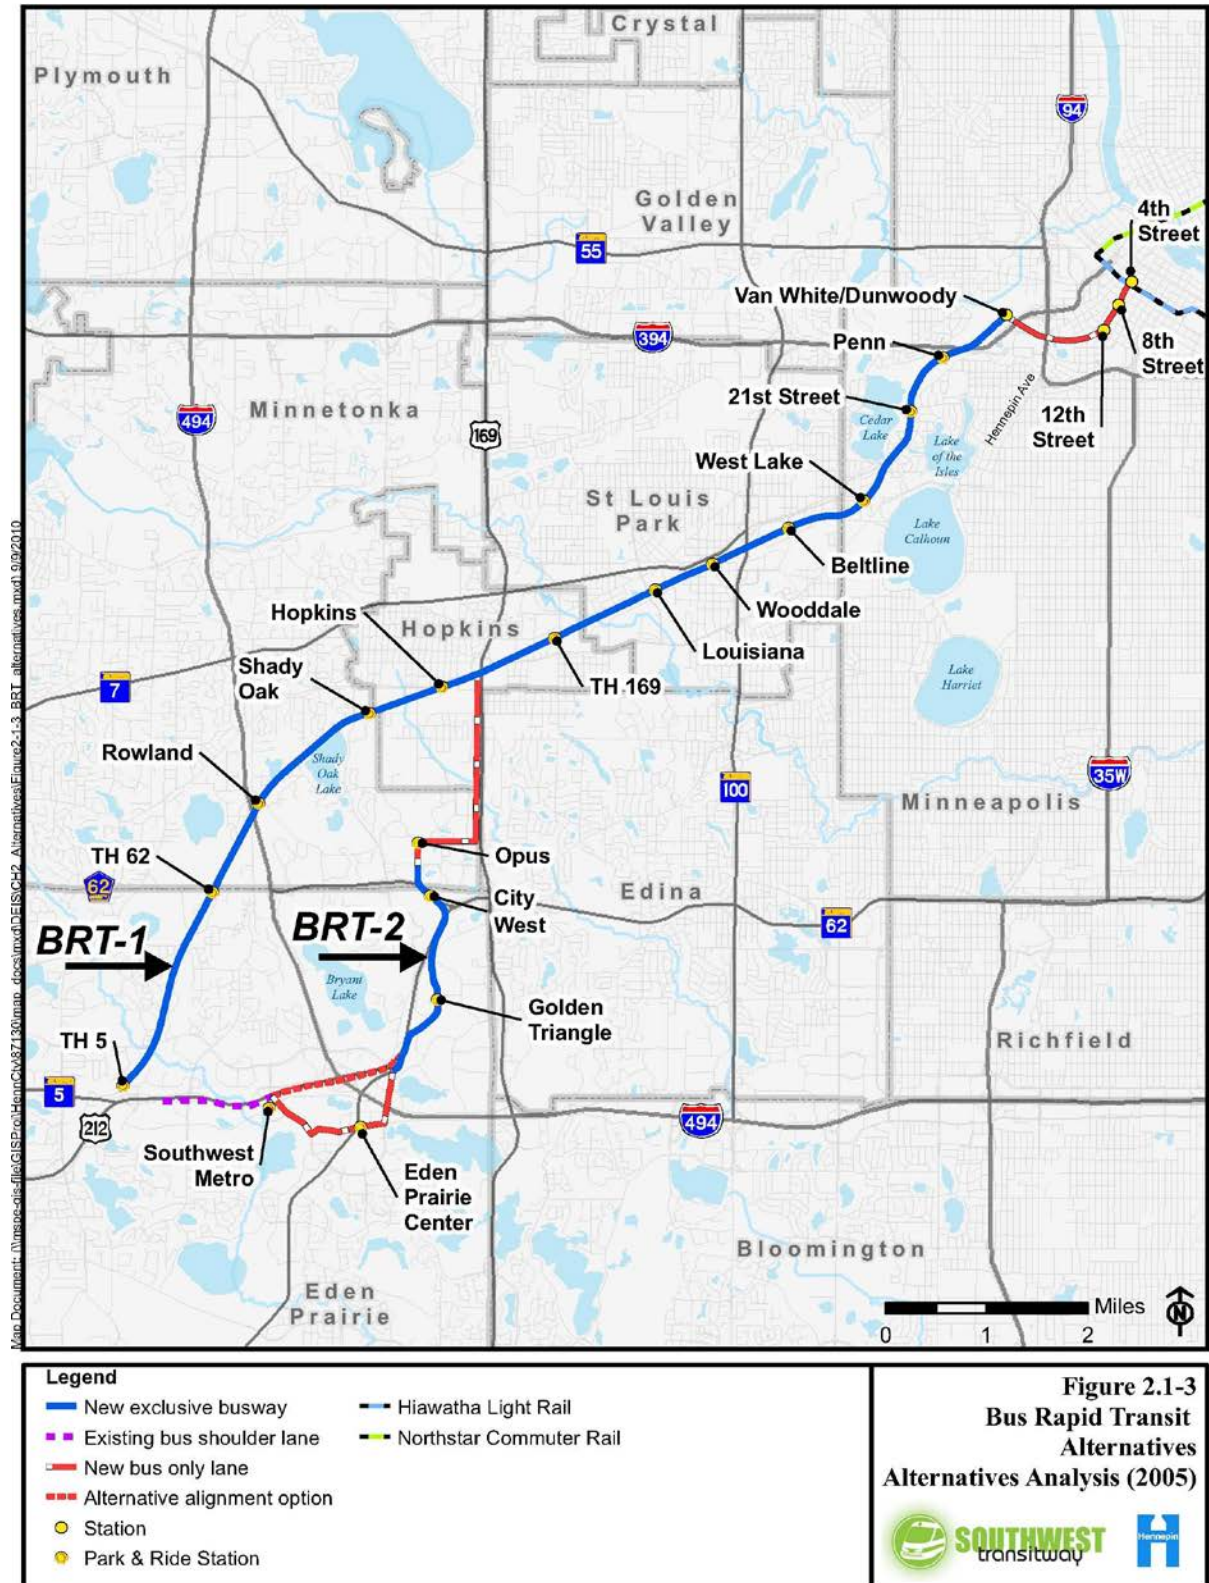 Crystal
Plymouth
94
Golden
Valley
4th
Street
55
Van White/Dunwoody
394
Penn
8th
Street
21st Street
Hennepin Ave
12th
Street
Minnetonka
494
169
Cedar
Lake
Lake
of the
Isles
West Lake
St Louis
Park
Lake
Calhoun
Beltline
Wooddale
Hopkins
Hopkins
Louisiana
Shady
Oak
TH 169
Lake
Harriet
7
Rowland
Shady
Oak
Lake
100
35W
Minneapolis
TH 62
Opus
62
City
West
Edina
62
BRT-1
BRT-2
Bryant
Lake
Golden
Triangle
TH 5
Richfield
5
212
494
Southwest
Metro
Eden
Prairie
Center
Bloomington
Eden
Prairie
Miles
0 1 2
N
Legend
New exclusive busway
Existing bus shoulder lane
New bus only lane
Alternative alignment option
Station
Park & Ride Station
Hiawatha Light Rail
Northstar Commuter Rail
Figure 2.1-3
Bus Rapid Transit
Alternatives
Alternatives Analysis (2005)
SOUTHWEST
transitway
Hennepin